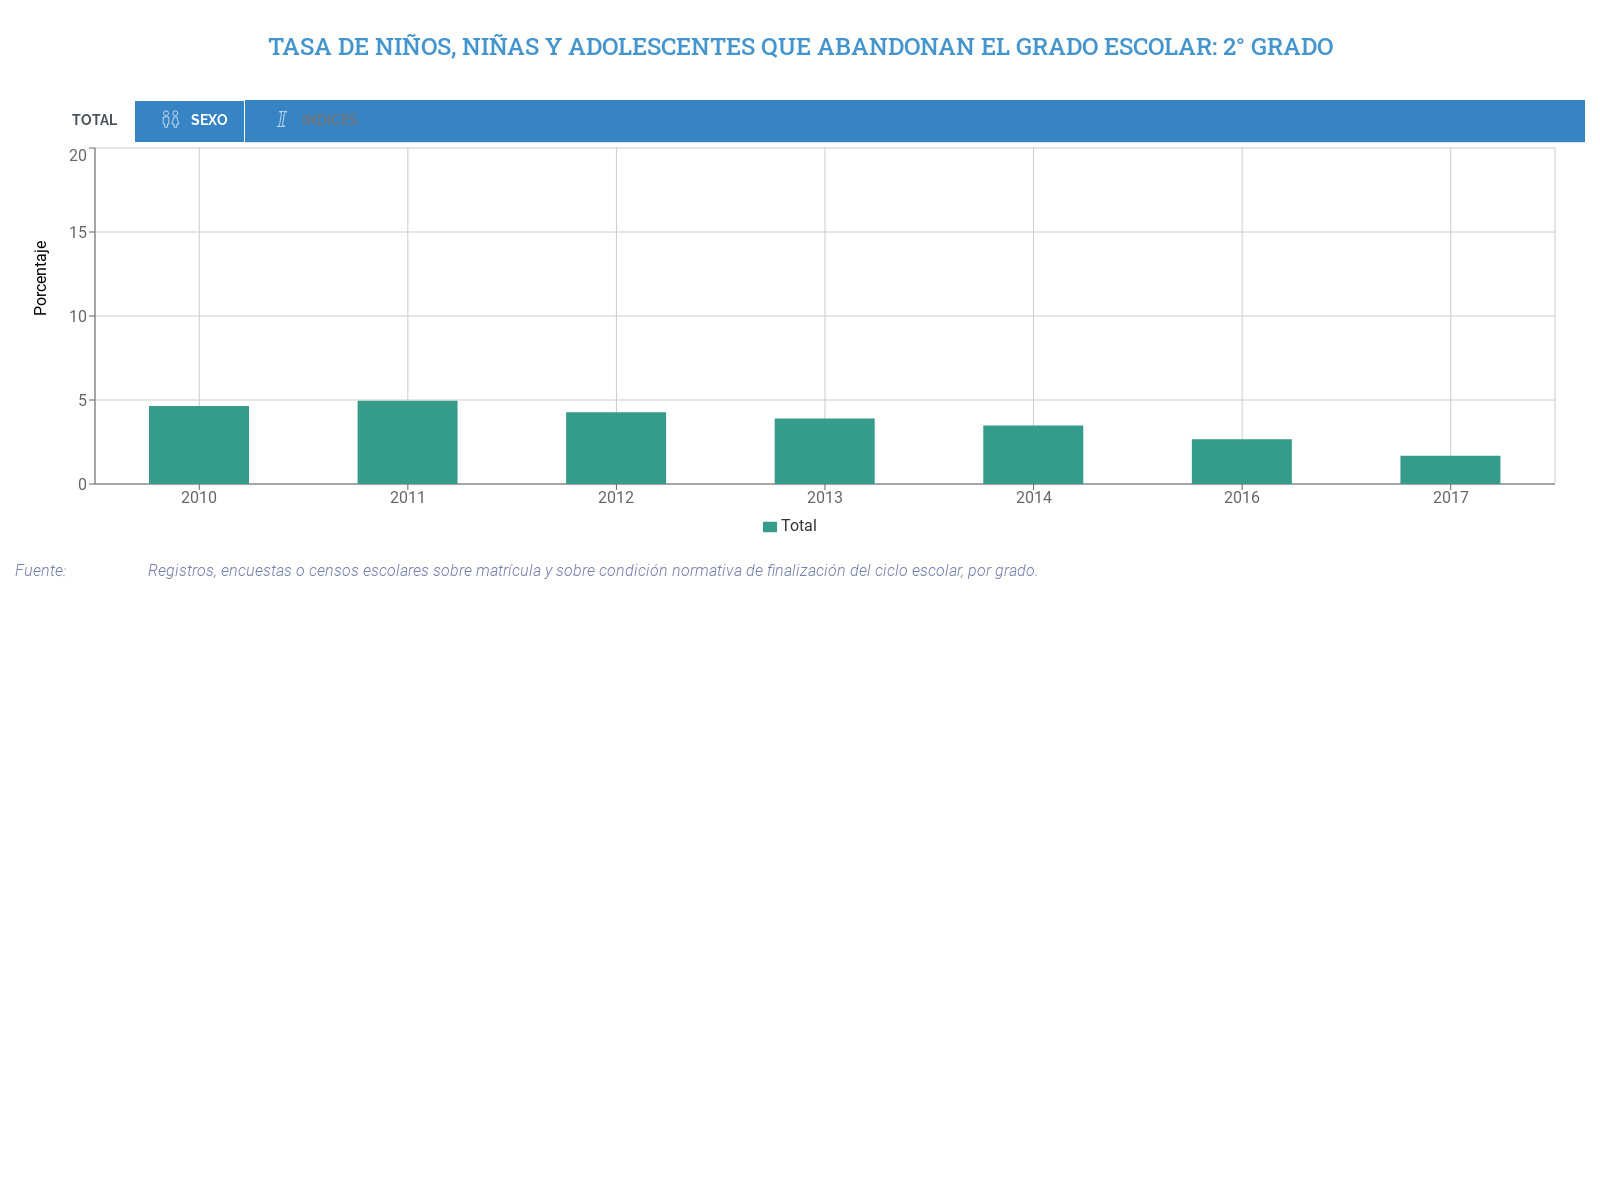 TASA DE NIÑOS, NIÑAS Y ADOLESCENTES QUE ABANDONAN EL GRADO ESCOLAR: 2° GRADO
TOTAL SEXO INDICES
20
15
10
5
0
Porcentaje
2010 2011 2012 2013 2014 2016 2017
Total
Fuente: Registros, encuestas o censos escolares sobre matrícula y sobre condición normativa de finalización del ciclo escolar, por grado.